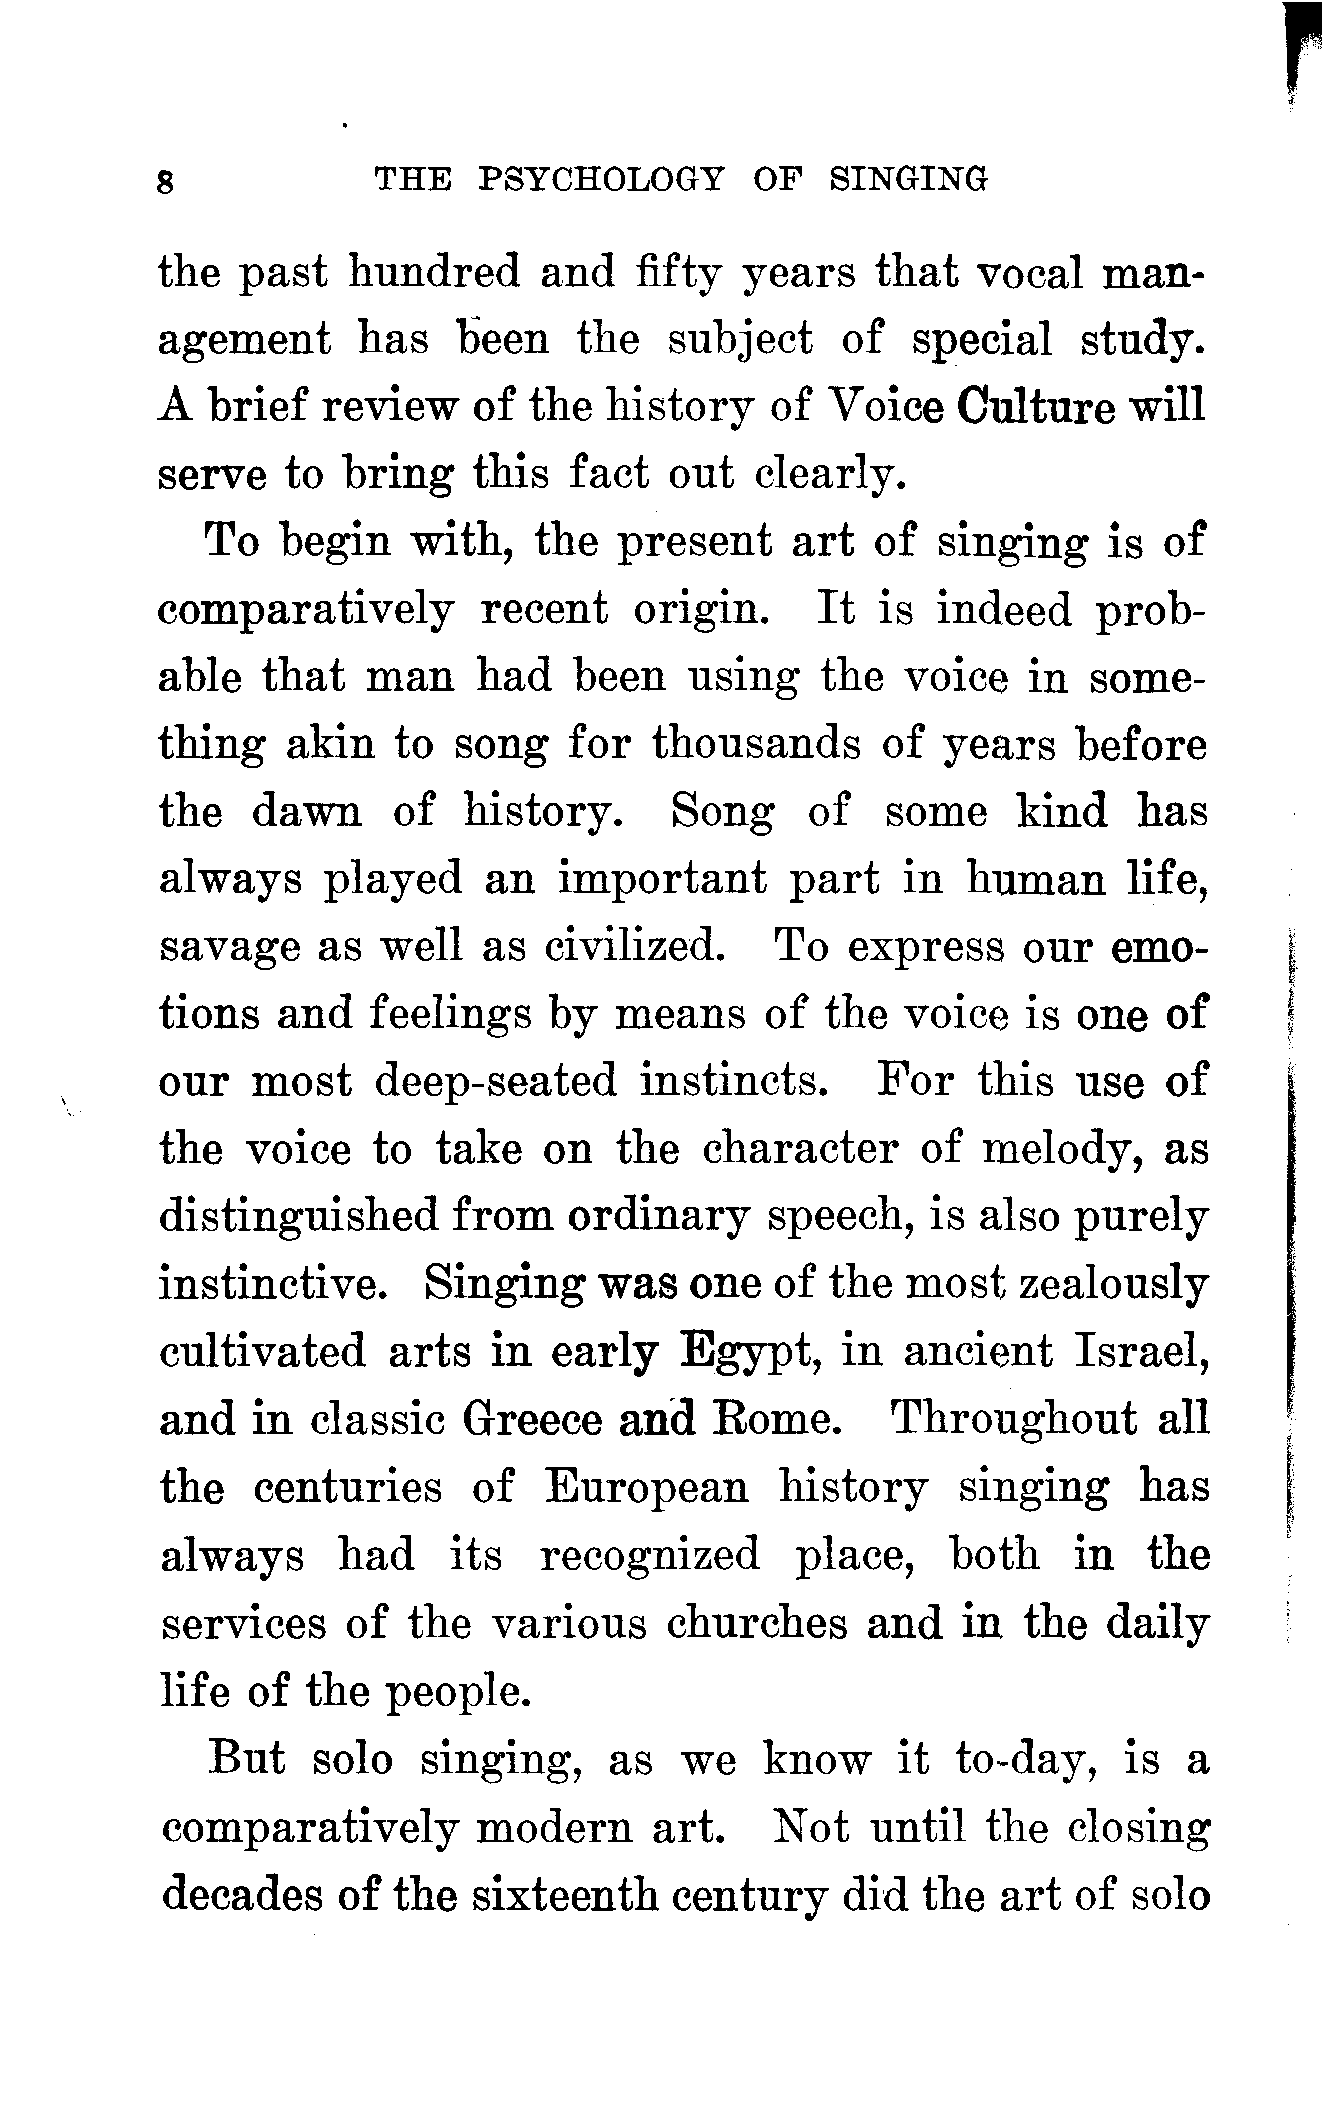 8 THE PSYCHOLOGY OF SINGING
the past hundred and fifty years that vocal man-
agement has been the subject of special study.
A brief review of the history of Voice Culture will
serve to bring this fact out clearly.
To begin with, the present art of singing is of
comparatively recent origin. It is indeed prob-
able that man had been using the voice in some-
thing akin to song for thousands of years before
the dawn of history. Song of some kind has
always played an important part in human life,
savage as well as civilized. To express our emo-
tions and feelings by means of the voice is one of
our most deep-seated instincts. For this use of
the voice to take on the character of melody, as
distinguished from ordinary speech, is also purely
instinctive. Singing was one of the most zealously
cultivated arts in early Egypt, in ancient Israel,
and in classic Greece and Rome. Throughout all
the centuries of European history singing has
always had its recognized place, both in the
services of the various churches and in the daily
life of the people.
But solo singing, as we know it to-day, is a
comparatively modern art. Not until the closing
decades of the sixteenth century did the art of solo